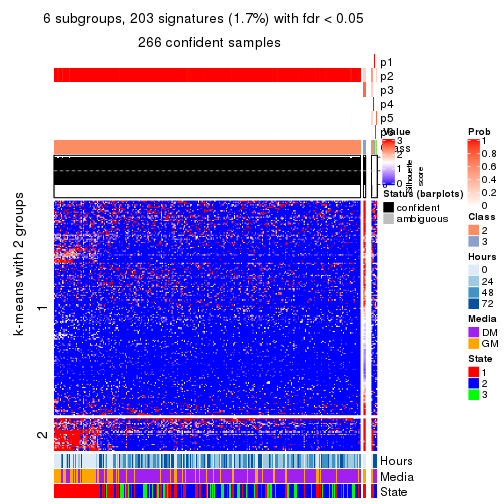 6 subgroups, 203 signatures (1.7%) with fdr < 0.05
266 confident samples
p1
p2
p3
p4
p5
Class
Value
3
2
1
0
Silhouette
score
Status (barplots)
confident
ambiguous
Prob
1
0.8
0.6
0.4
0.2
0
Class
2
3
Hours
0
24
48
72
Media
DM
GM
State
1
2
3
k-means with 2 groups
1
2
Hours
Media
State